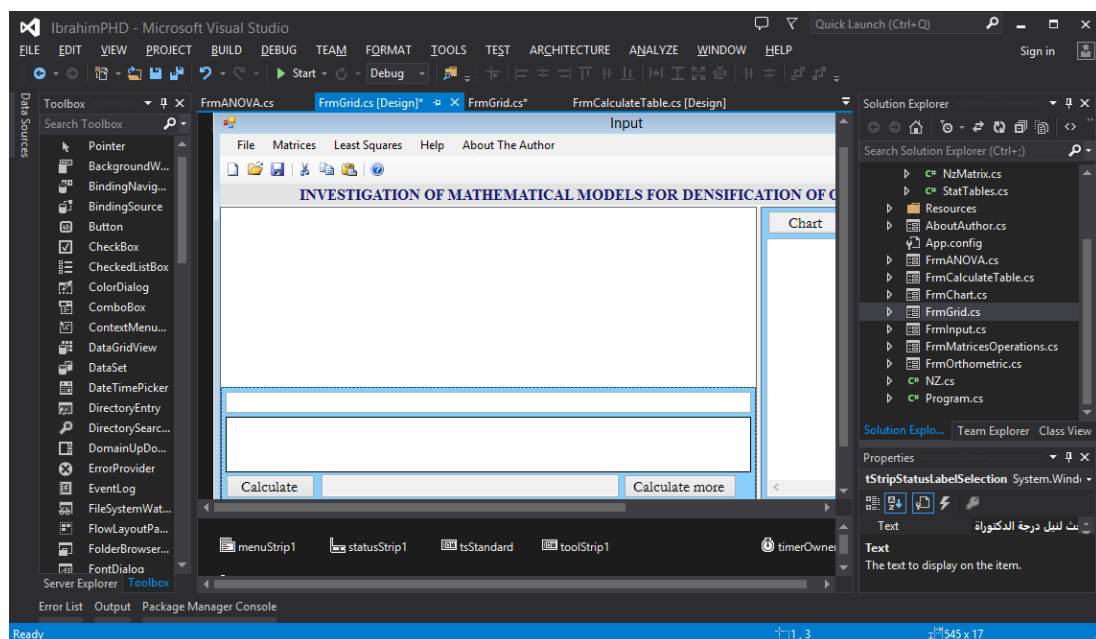 IbrahimPHD - Microsoft Visual Studio
Quick Launch (Ctrl+Q)
FILE EDIT VIEW PROJECT BUILD DEBUG TEAM FORMAT TOOLS TEST ARCHITECTURE ANALYZE WINDOW HELP
Sign in
Start Debug
Data Sources
Toolbox
Search Toolbox
Pointer
BackgroundW...
BindingNavig...
BindingSource
Button
CheckBox
CheckedListBox
ColorDialog
ComboBox
ContextMenu...
DataGridView
DataSet
DateTimePicker
DirectoryEntry
DirectorySearc...
DomainUpDo...
ErrorProvider
EventLog
FileSystemWat...
FlowLayoutPa...
FolderBrowser...
FontDialog
Server Explorer Toolbox
FrmANOVA.cs FrmGrid.cs [Design]* FrmGrid.cs* FrmCalculateTable.cs [Design]
Input
File Matrices Least Squares Help About The Author
INVESTIGATION OF MATHEMATICAL MODELS FOR DENSIFICATION OF
Chart
Calculate Calculate more
menuStrip1 statusStrip1 tsStandard toolStrip1 timerOwner
Solution Explorer
Search Solution Explorer (Ctrl+;)
C# NzMatrix.cs
C# StatTables.cs
Resources
AboutAuthor.cs
App.config
FrmANOVA.cs
FrmCalculateTable.cs
FrmChart.cs
FrmGrid.cs
FrmInput.cs
FrmMatricesOperations.cs
FrmOrthometric.cs
C# NZ.cs
C# Program.cs
Solution Explo... Team Explorer Class View
Properties
tStripStatusLabelSelection System.Wind
Text لنيل درجة الدكتوراة
Text
The text to display on the item.
Error List Output Package Manager Console
Ready
1 , 3
545 x 17